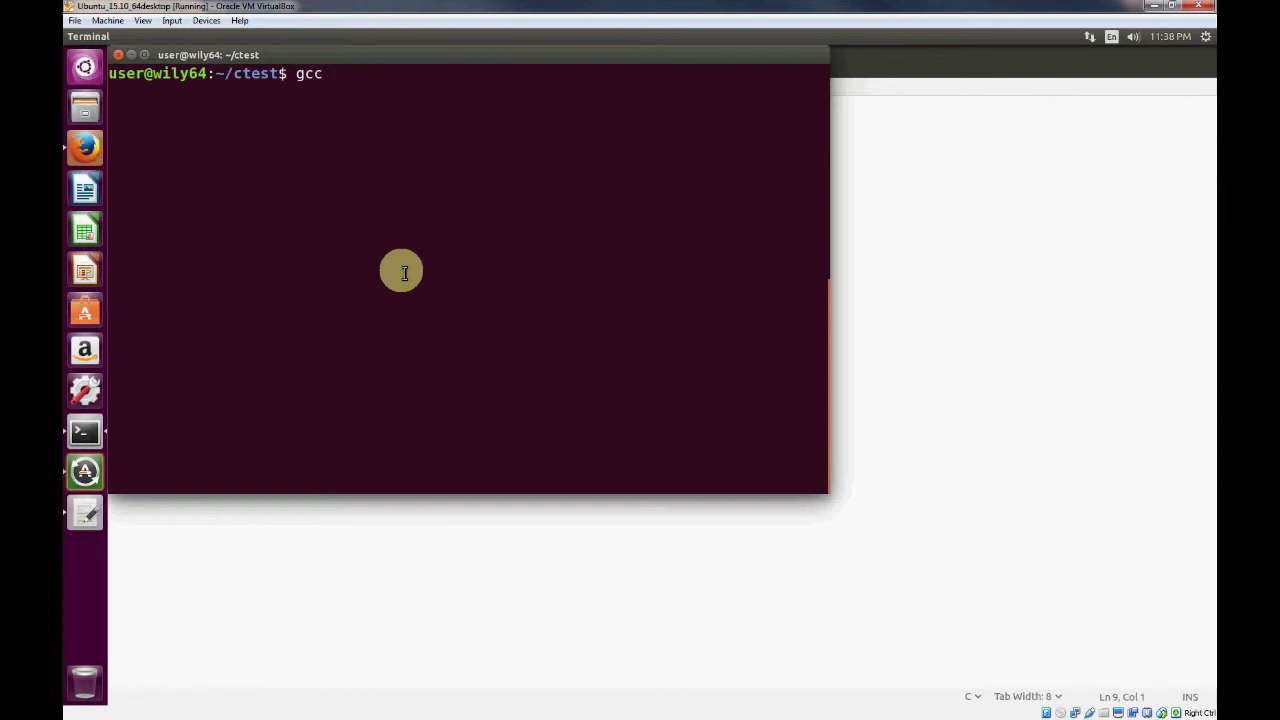 Ubuntu_15.10_64desktop [Running] - Oracle VM VirtualBox
File Machine View Input Devices Help
Terminal
En
11:38 PM
user@wily64: ~/ctest
user@wily64:~/ctest$ gcc
a
>_
C
Tab Width: 8
Ln 9, Col 1
INS
Right Ctrl